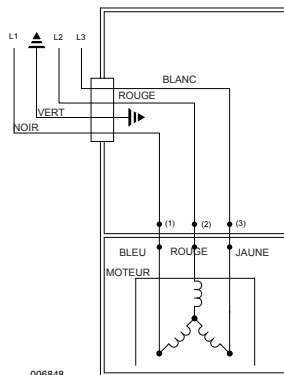 L1 L2 L3
BLANC
ROUGE
VERT
NOIR
(1) (2) (3)
BLEU ROUGE JAUNE
MOTEUR
006848